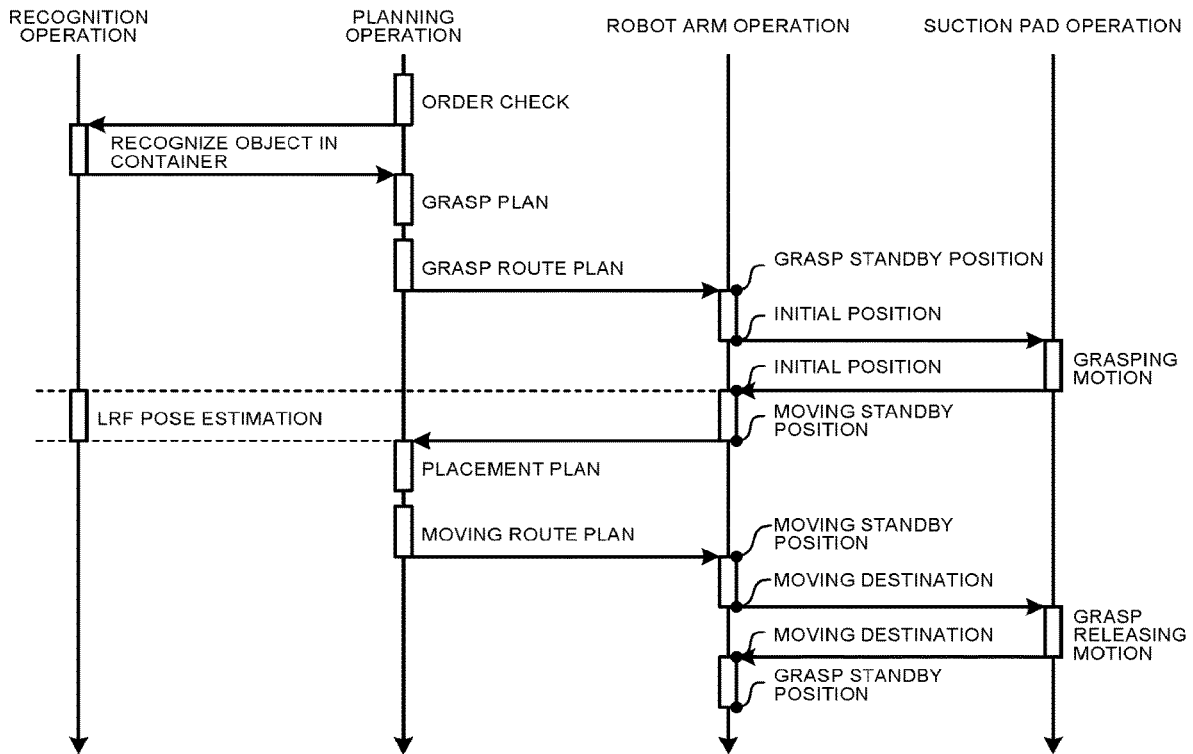 RECOGNITION
OPERATION
PLANNING
OPERATION
ROBOT ARM OPERATION
SUCTION PAD OPERATION
ORDER CHECK
RECOGNIZE OBJECT IN
CONTAINER
GRASP PLAN
GRASP ROUTE PLAN
GRASP STANDBY POSITION
INITIAL POSITION
GRASPING
MOTION
INITIAL POSITION
LRF POSE ESTIMATION
MOVING STANDBY
POSITION
PLACEMENT PLAN
MOVING ROUTE PLAN
MOVING STANDBY
POSITION
MOVING DESTINATION
GRASP
RELEASING
MOTION
MOVING DESTINATION
GRASP STANDBY
POSITION